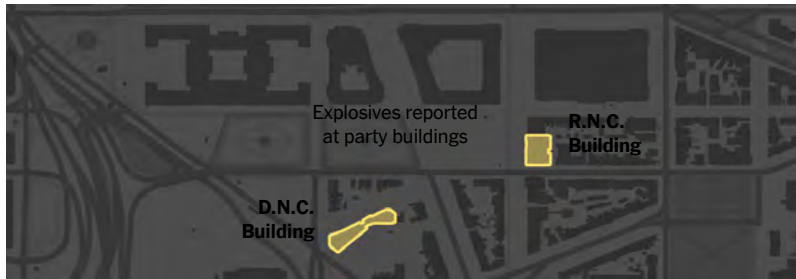 Explosives reported
at party buildings
R.N.C.
Building
D.N.C.
Building